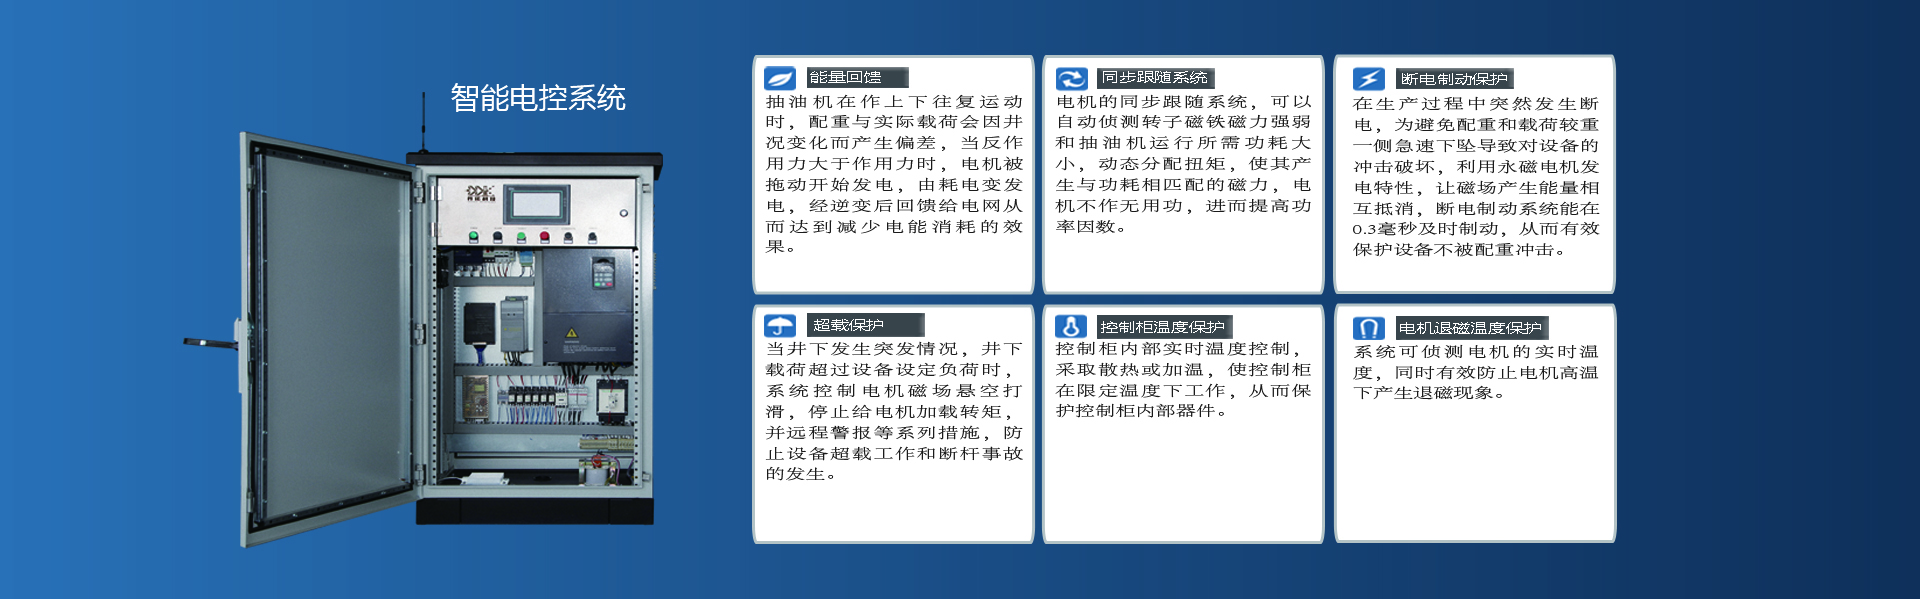 智能电控系统
能量回馈
抽油机在作上下往复运动
时，配重与实际载荷会因井
况变化而产生偏差，当反作
用力大于作用力时，电机被
拖动开始发电，由耗电变发
电，经逆变后回馈给电网从
而达到减少电能消耗的效
果。
同步跟随系统
电机的同步跟随系统，可以
自动侦测转子磁铁磁力强弱
和抽油机运行所需功耗大
小，动态分配扭矩，使其产
生与功耗相匹配的磁力，电
机不作无用功，进而提高功
率因数。
断电制动保护
在生产过程中突然发生断
电，为避免配重和载荷较重
一侧急速下坠导致对设备的
冲击破坏，利用永磁电机发
电特性，让磁场产生能量相
互抵消，断电制动系统能在
0.3毫秒及时制动，从而有效
保护设备不被配重冲击。
超载保护
当井下发生突发情况，井下
载荷超过设备设定负荷时，
系统控制电机磁场悬空打
滑，停止给电机加载转矩，
并远程警报等系列措施，防
止设备超载工作和断杆事故
的发生。
控制柜温度保护
控制柜内部实时温度控制，
采取散热或加温，使控制柜
在限定温度下工作，从而保
护控制柜内部器件。
电机退磁温度保护
系统可侦测电机的实时温
度，同时有效防止电机高温
下产生退磁现象。